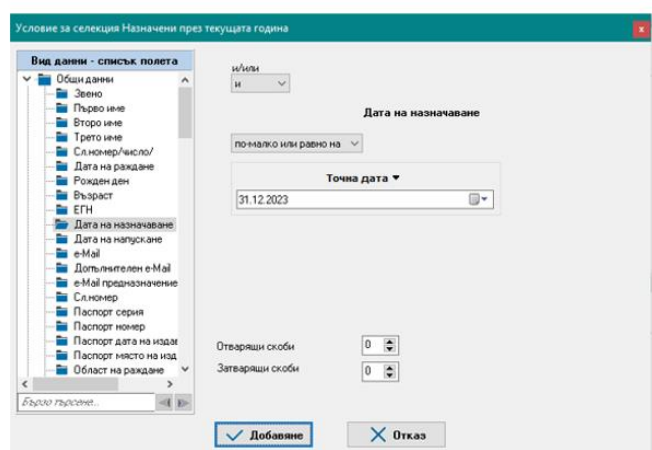 Условие за селекция Назначени през текущата година
x
Вид данни - списък полета
Общи данни
Звено
Първо име
Второ име
Трето име
Сл.номер/число/
Дата на раждане
Рожден ден
Възраст
ЕГН
Дата на назначаване
Дата на напускане
e-Mail
Допълнителен e-Mail
e-Mail предназначение
Сл.номер
Паспорт серия
Паспорт номер
Паспорт дата на издав
Паспорт място на изд
Област на раждане
Бързо търсене...
и/или
и
Дата на назначаване
по-малко или равно на
Точна дата
31.12.2023
Отварящи скоби
0
Затварящи скоби
0
Добавяне
Отказ